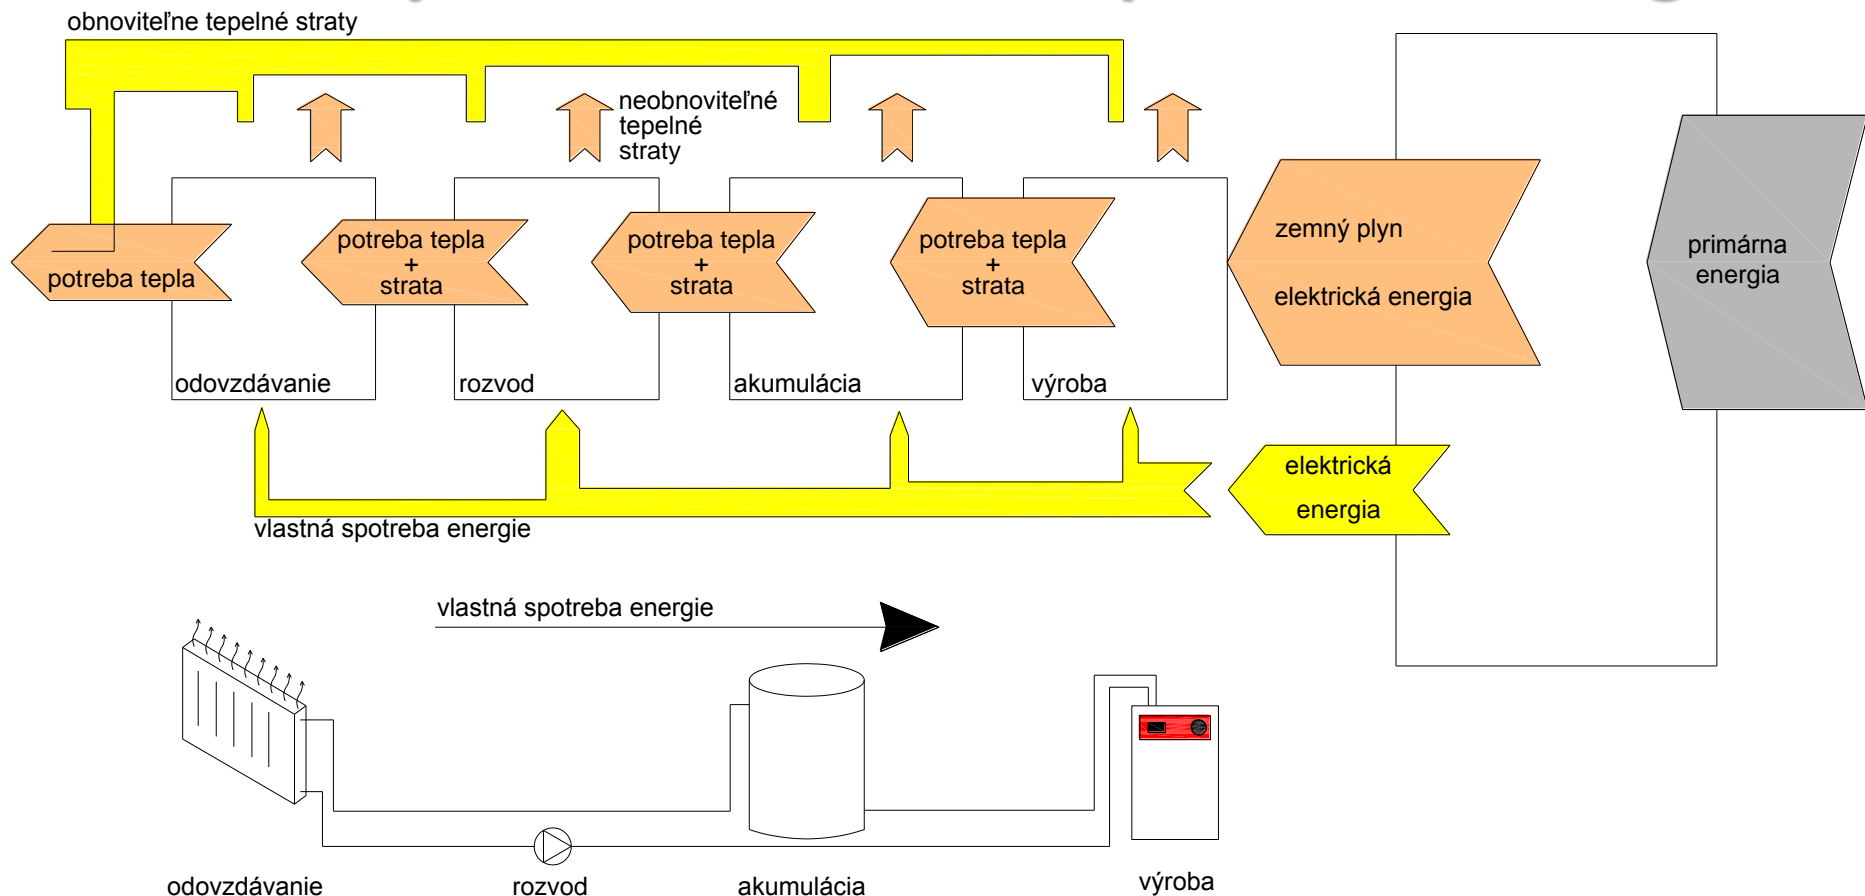 obnoviteľne tepelné straty
neobnoviteľné
tepelné
straty
potreba tepla
potreba tepla
+
strata
potreba tepla
+
strata
potreba tepla
+
strata
zemný plyn
elektrická energia
primárna
energia
odovzdávanie
rozvod
akumulácia
výroba
elektrická
energia
vlastná spotreba energie
vlastná spotreba energie
odovzdávanie
rozvod
akumulácia
výroba